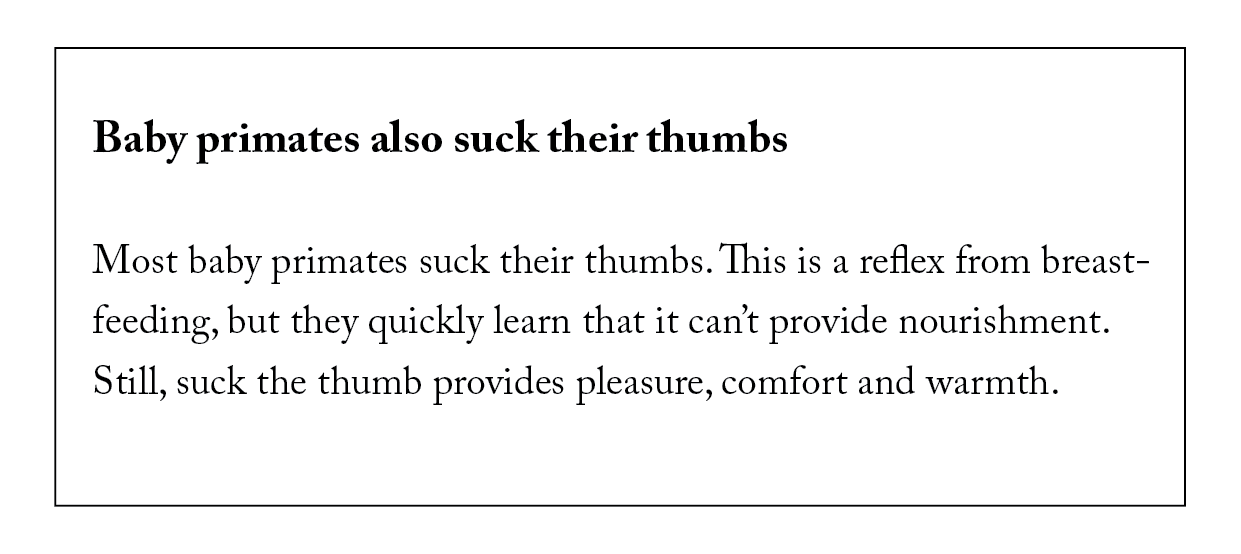 Baby primates also suck their thumbs
Most baby primates suck their thumbs. This is a reflex from breast-
feeding, but they quickly learn that it can’t provide nourishment.
Still, suck the thumb provides pleasure, comfort and warmth.